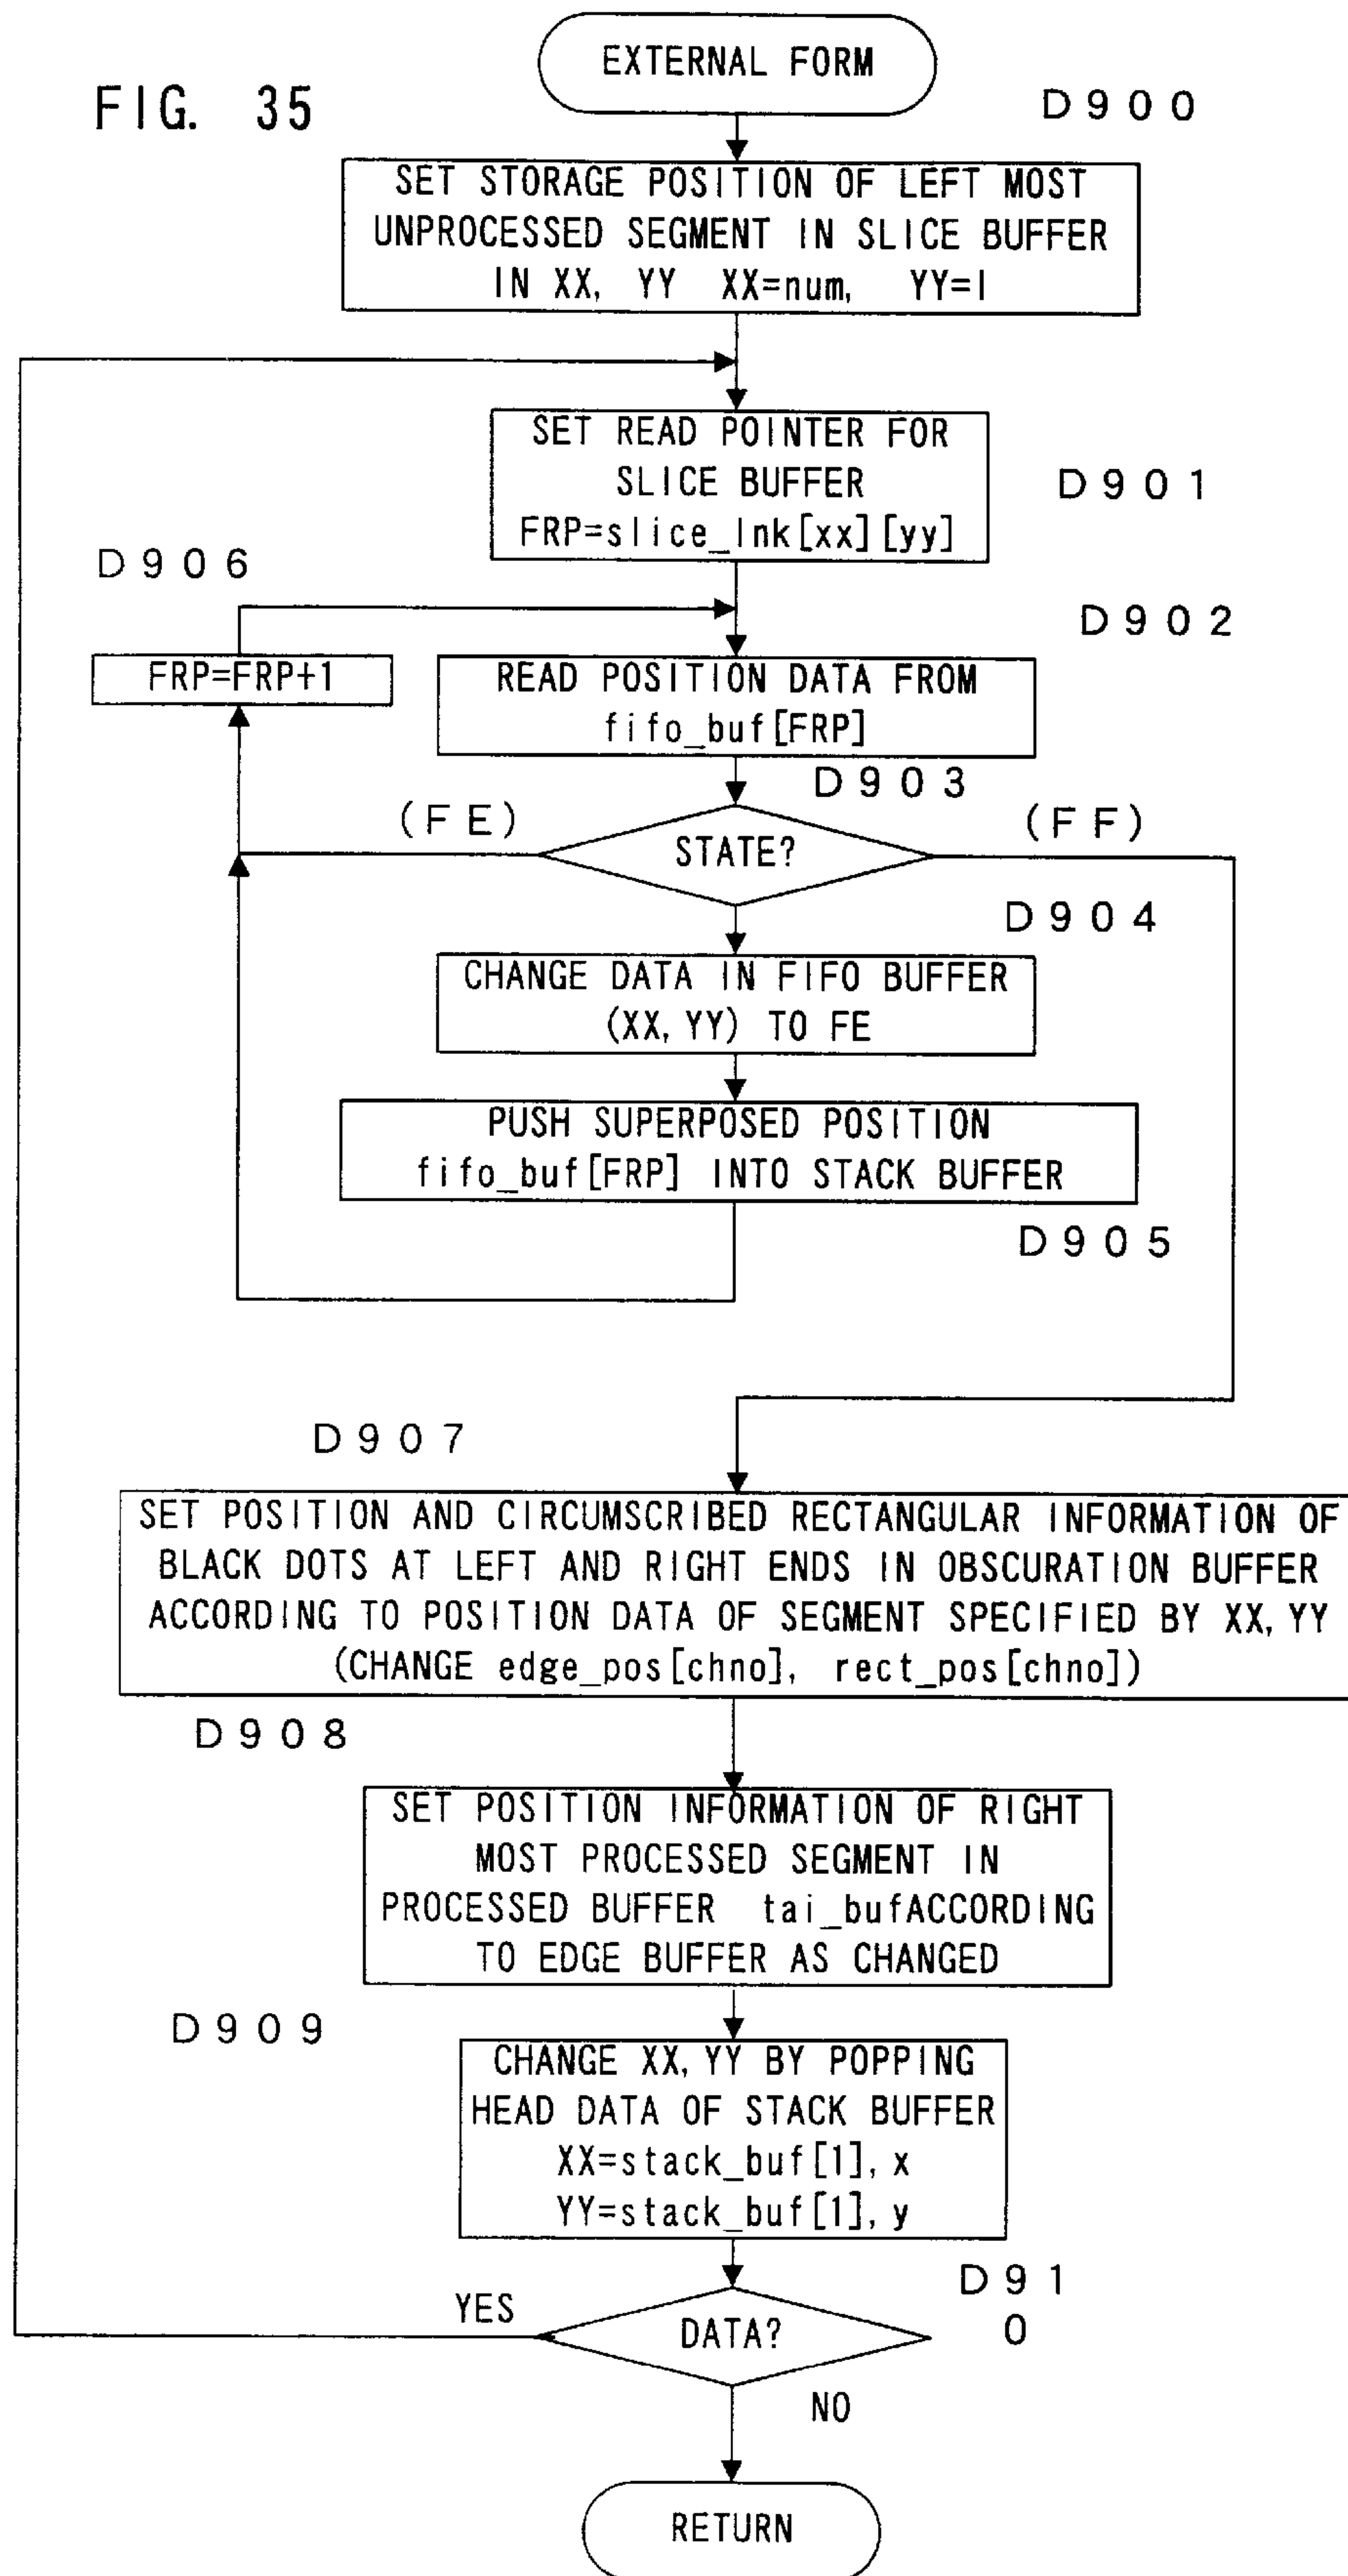 EXTERNAL FORM
FIG. 35
D900
SET STORAGE POSITION OF LEFT MOST
UNPROCESSED SEGMENT IN SLICE BUFFER
IN XX, YY XX=num, YY=1
SET READ POINTER FOR
SLICE BUFFER
FRP=slice_lnk[xx][yy]
D901
D906
D902
FRP=FRP+1
READ POSITION DATA FROM
fifo_buf[FRP]
D903
(FE)
(FF)
STATE?
D904
CHANGE DATA IN FIFO BUFFER
(XX, YY) TO FE
PUSH SUPERPOSED POSITION
fifo_buf[FRP] INTO STACK BUFFER
D905
D907
SET POSITION AND CIRCUMSCRIBED RECTANGULAR INFORMATION OF
BLACK DOTS AT LEFT AND RIGHT ENDS IN OBSCURATION BUFFER
ACCORDING TO POSITION DATA OF SEGMENT SPECIFIED BY XX, YY
(CHANGE edge_pos[chno], rect_pos[chno])
D908
SET POSITION INFORMATION OF RIGHT
MOST PROCESSED SEGMENT IN
PROCESSED BUFFER tai_bufACCORDING
TO EDGE BUFFER AS CHANGED
D909
CHANGE XX, YY BY POPPING
HEAD DATA OF STACK BUFFER
XX=stack_buf[1], x
YY=stack_buf[1], y
D91
0
YES
DATA?
NO
RETURN